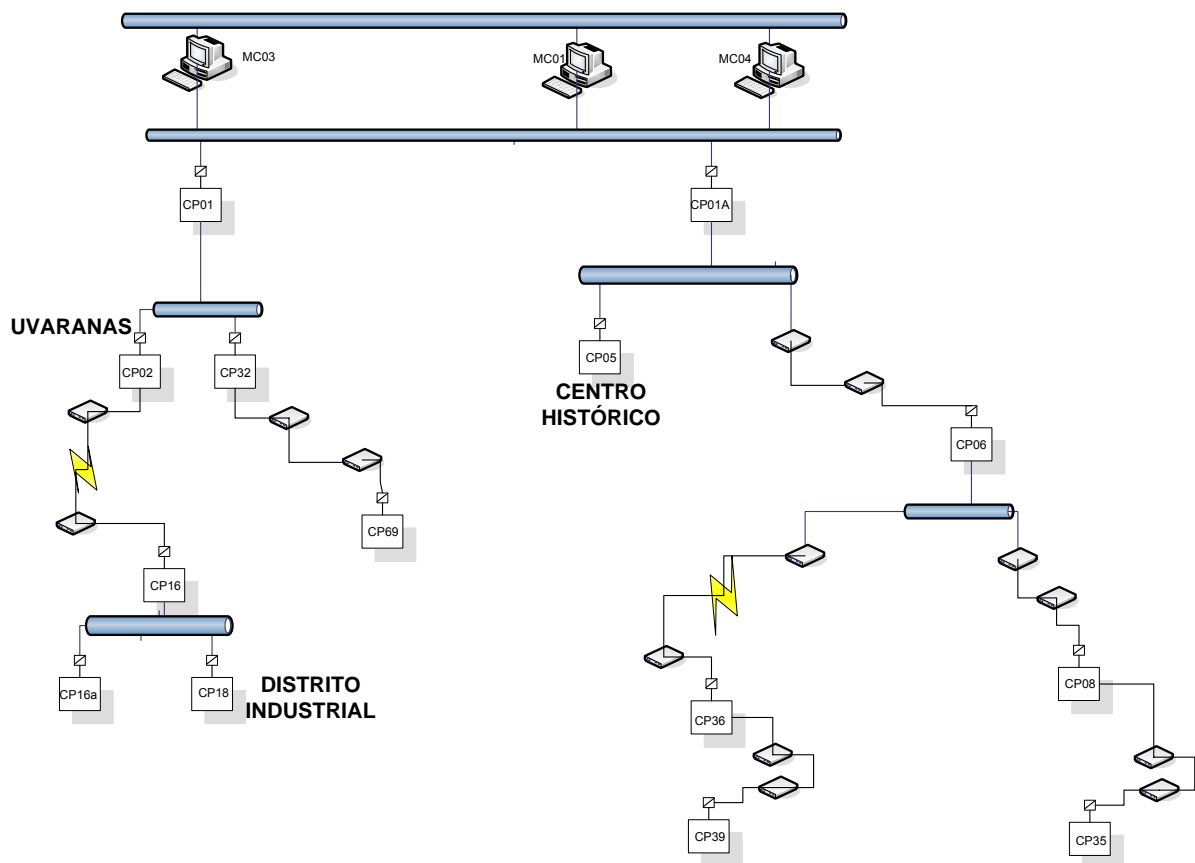 MC03
MC01
MC04
CP01
CP01A
UVARANAS
CP02
CP32
CP05
CENTRO
HISTÓRICO
CP06
CP69
CP16
CP16a
CP18
DISTRITO
INDUSTRIAL
CP36
CP08
CP39
CP35